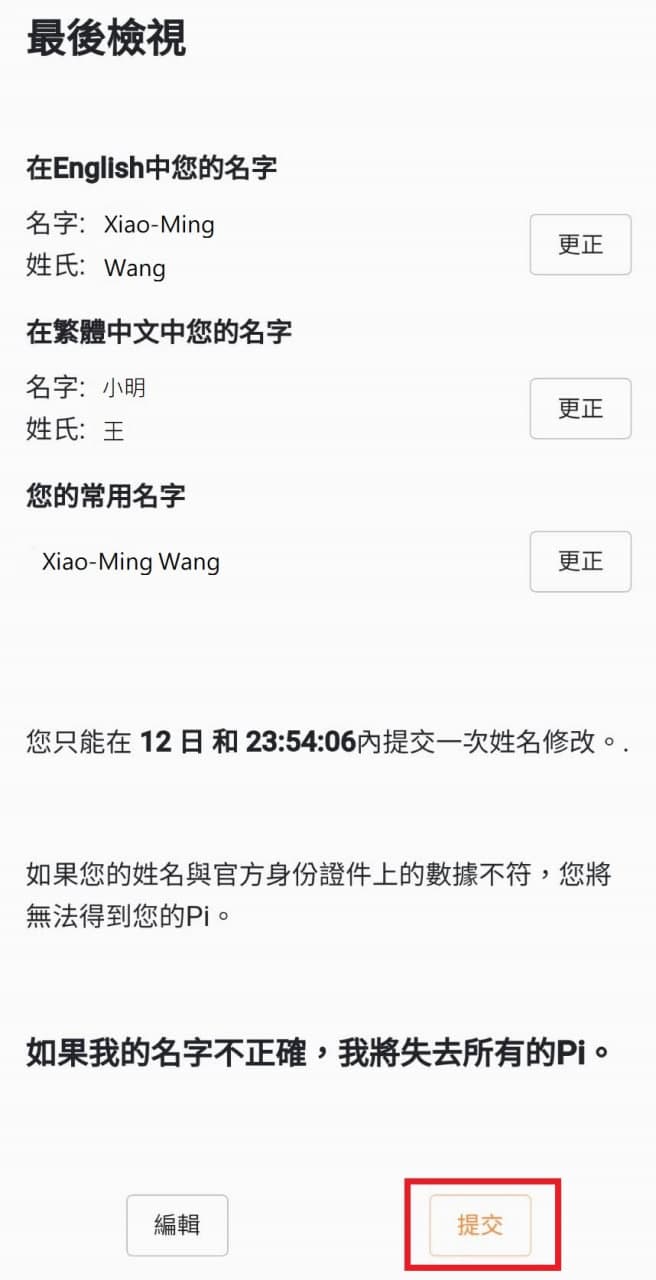 最後檢視
在English中您的名字
名字: Xiao-Ming
姓氏: Wang
更正
在繁體中文中您的名字
名字: 小明
姓氏: 王
更正
您的常用名字
Xiao-Ming Wang
更正
您只能在 12 日 和 23:54:06內提交一次姓名修改。.
如果您的姓名與官方身份證件上的數據不符，您將
無法得到您的Pi。
如果我的名字不正確，我將失去所有的Pi。
編輯
提交